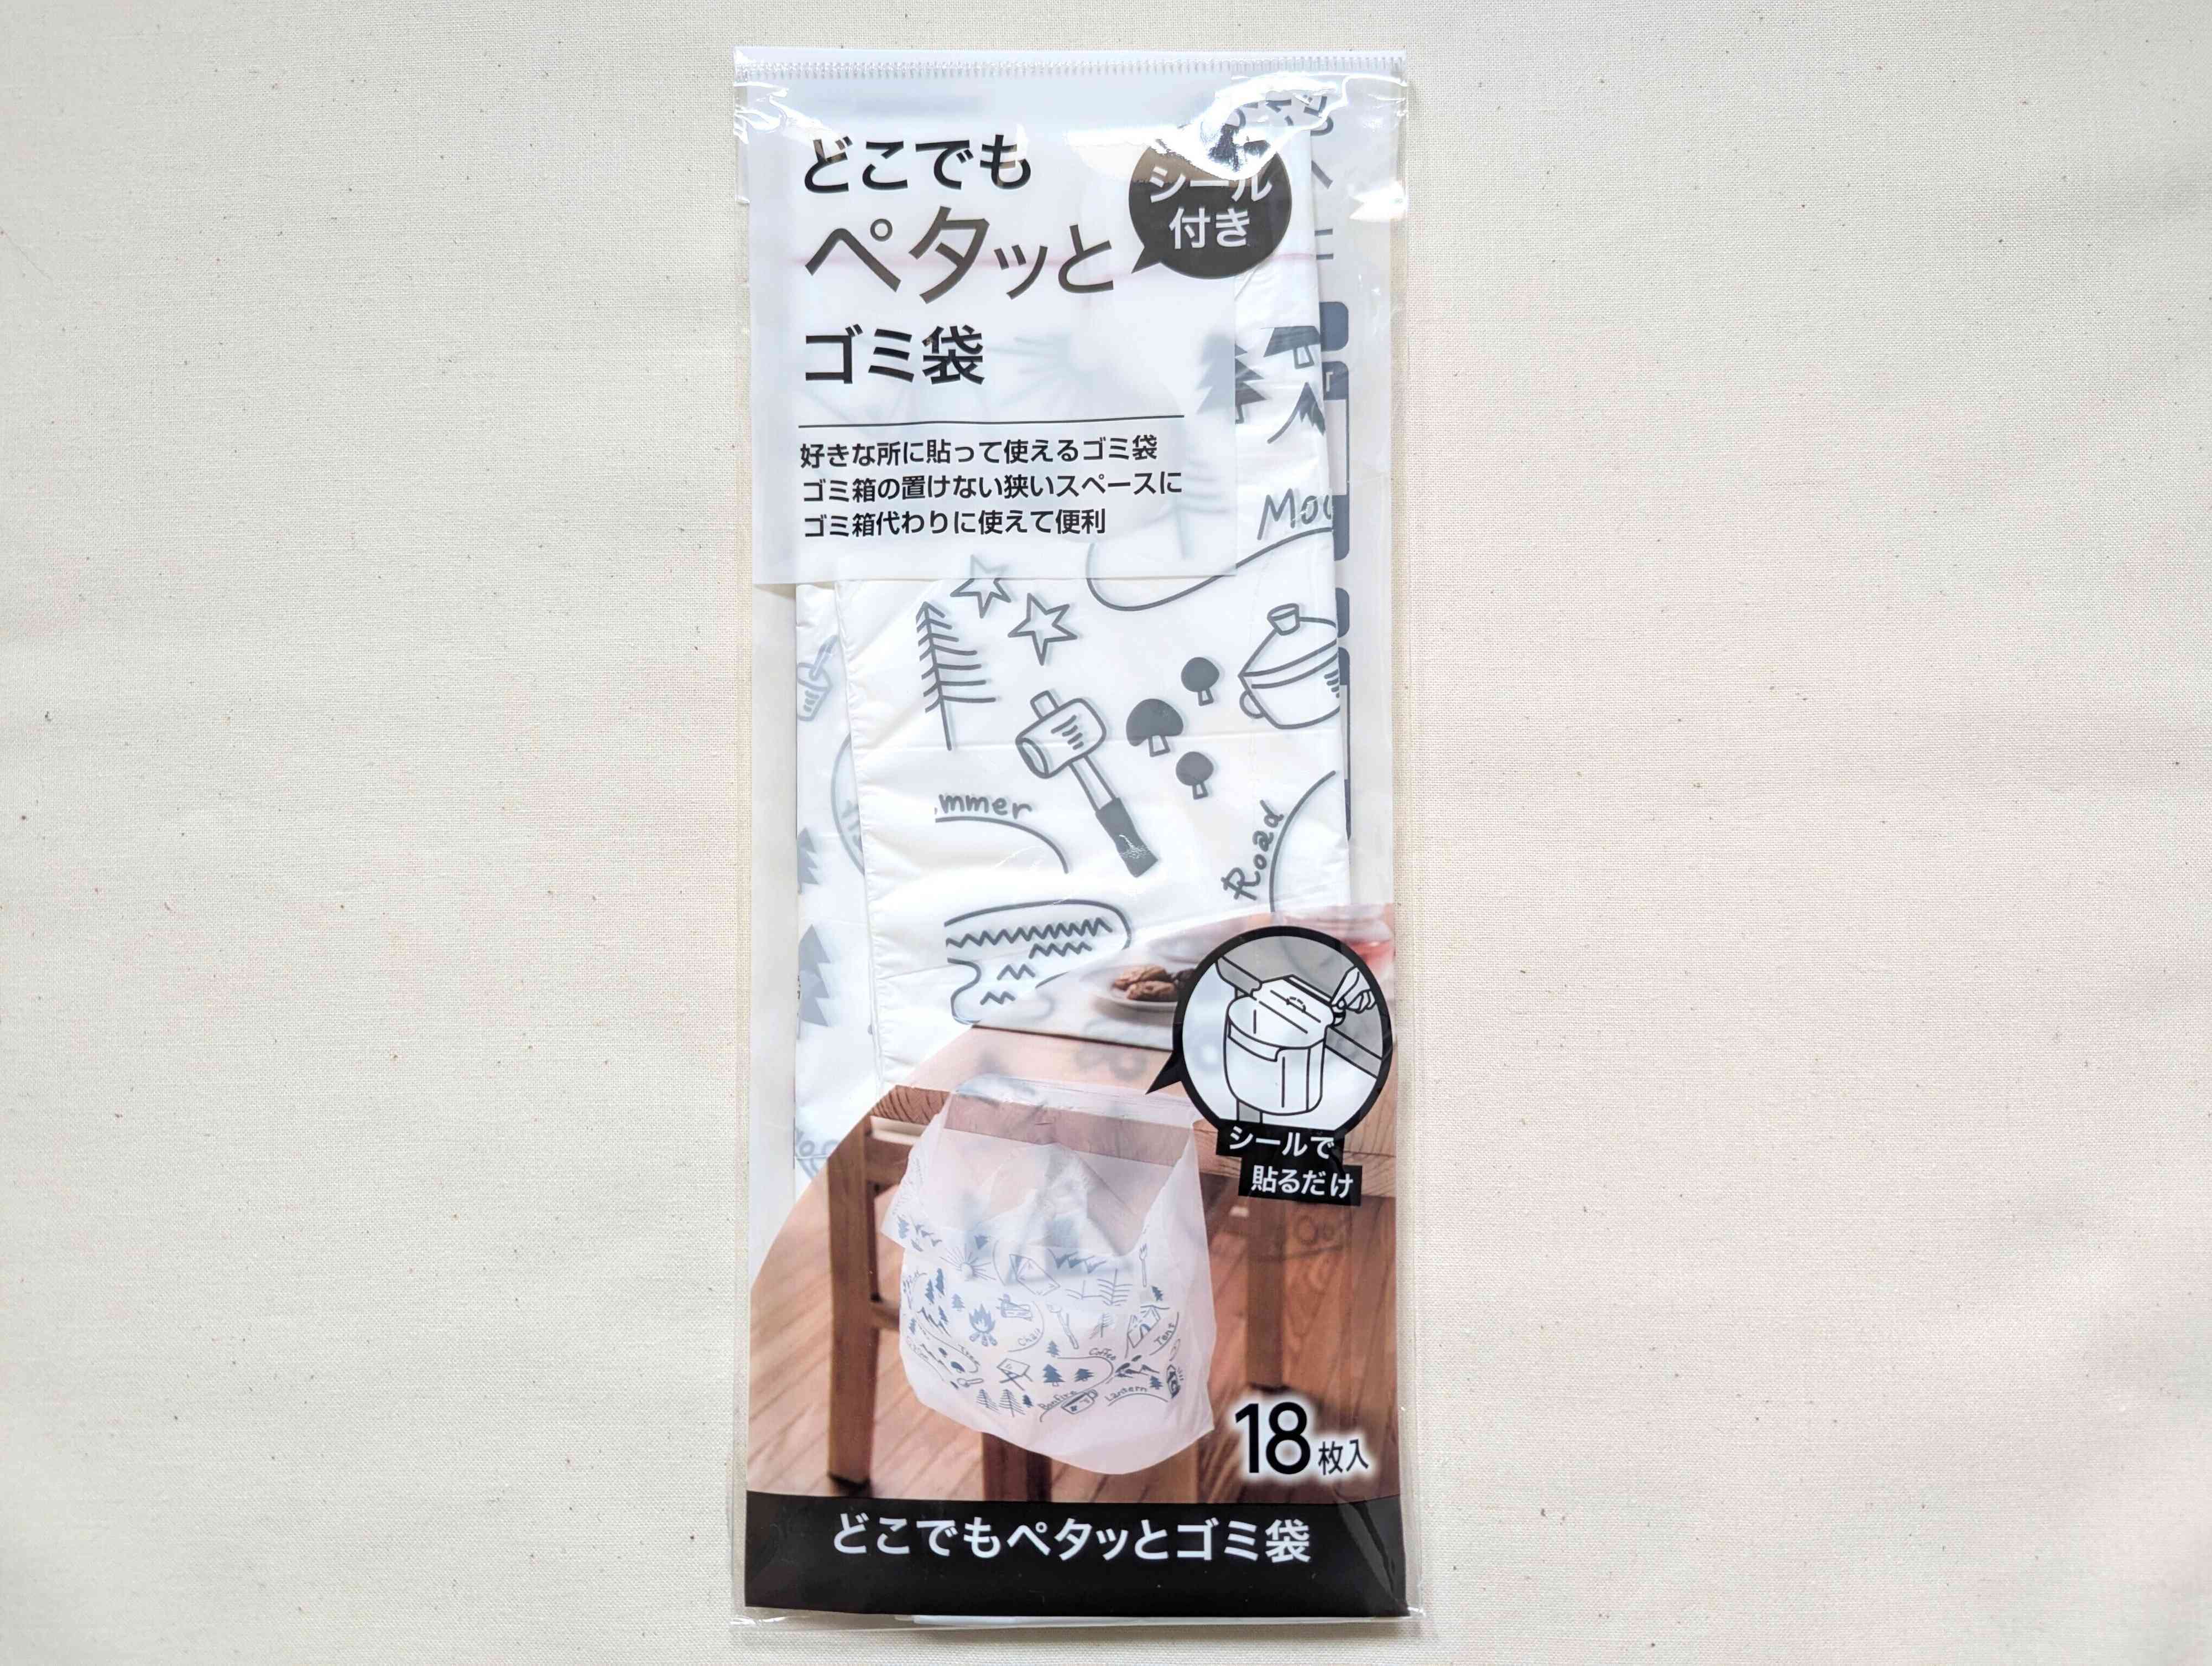 どこでも
ペタッと
シール
付き
ゴミ袋
好きな所に貼って使えるゴミ袋
ゴミ箱の置けない狭いスペースに
ゴミ箱代わりに使えて便利
Road
シールで
貼るだけ
Coffee
Bonfire
Lantern
18枚入
どこでもペタッとゴミ袋